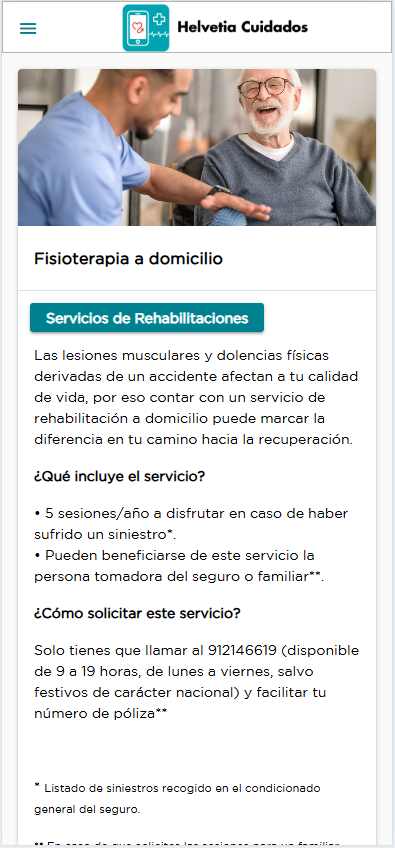 Helvetia Cuidados
Fisioterapia a domicilio
Servicios de Rehabilitaciones
Las lesiones musculares y dolencias físicas
derivadas de un accidente afectan a tu calidad
de vida, por eso contar con un servicio de
rehabilitación a domicilio puede marcar la
diferencia en tu camino hacia la recuperación.
¿Qué incluye el servicio?
• 5 sesiones/año a disfrutar en caso de haber
sufrido un siniestro*.
• Pueden beneficiarse de este servicio la
persona tomadora del seguro o familiar**.
¿Cómo solicitar este servicio?
Solo tienes que llamar al 912146619 (disponible
de 9 a 19 horas, de lunes a viernes, salvo
festivos de carácter nacional) y facilitar tu
número de póliza**
* Listado de siniestros recogido en el condicionado
general del seguro.
** En caso de que solicites las sesiones para un familiar